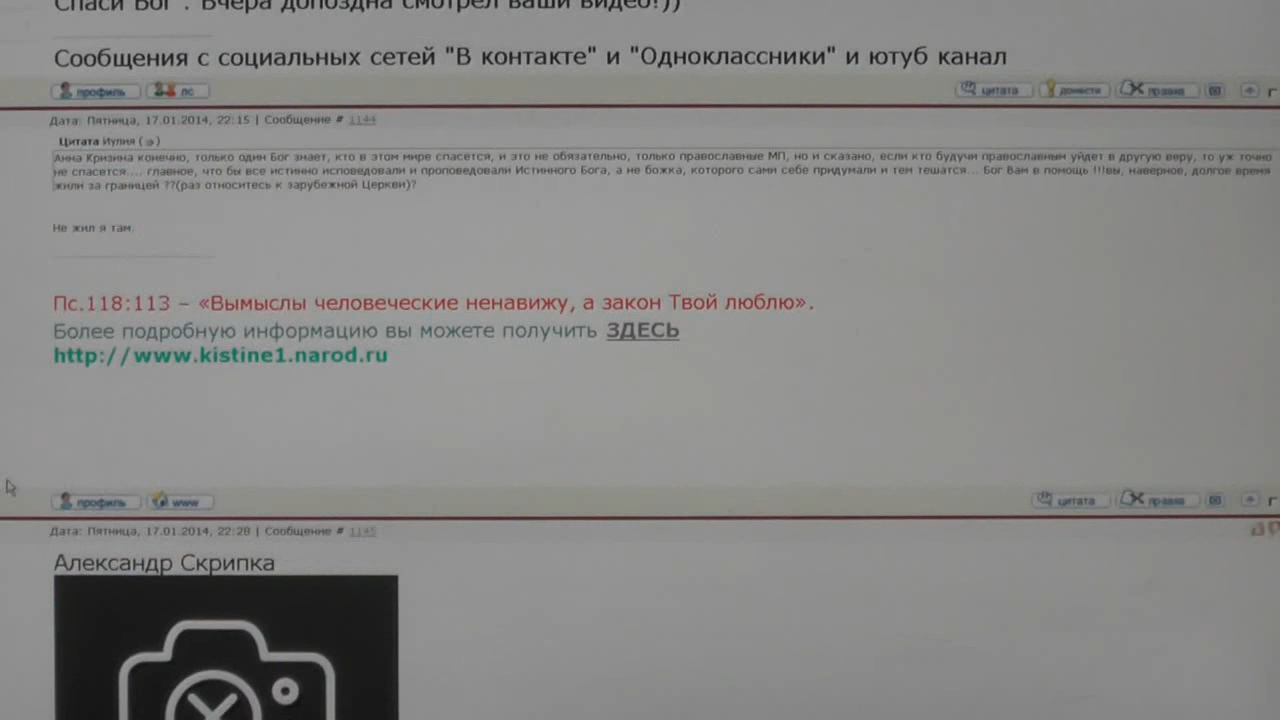 Спаси Бог . Вчера допоздна смотрел ваши видео!))
Сообщения с социальных сетей "В контакте" и "Одноклассники" и ютуб канал
профиль пс цитата правка
Дата: Пятница, 17.01.2014, 22:15 | Сообщение # 1144
Цитата Иулия ( )
Анна Кризина конечно, только один Бог знает, кто в этом мире спасется, и это не обязательно, только православные МП, но и сказано, если кто будучи православным уйдет в другую веру, то уж точно
не спасется.... главное, что бы все истинно исповедовали и проповедовали Истинного Бога, а не божка, которого сами себе придумали и тем тешатся... Бог Вам в помощь !!!вы, наверное, долгое время
жили за границей ??(раз относитесь к зарубежной Церкви)?
Не жил я там.
Пс.118:113 – «Вымыслы человеческие ненавижу, а закон Твой люблю».
Более подробную информацию вы можете получить ЗДЕСЬ
http://www.kistine1.narod.ru
профиль www цитата правка
Дата: Пятница, 17.01.2014, 22:28 | Сообщение # 1145
Александр Скрипка